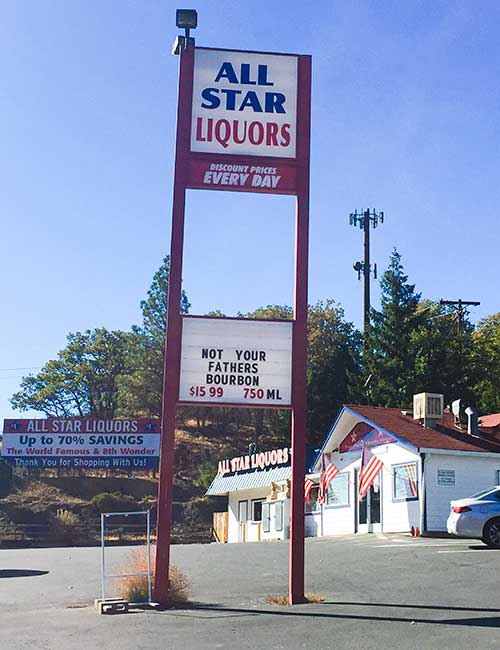 ALL
STAR
LIQUORS
DISCOUNT PRICES
EVERY DAY
NOT YOUR
FATHERS
BOURBON
$15 99 750 ML
ALL STAR LIQUORS
Up to 70% SAVINGS
The World Famous & 8th Wonder
Thank You for Shopping With Us
ALL STAR LIQUORS